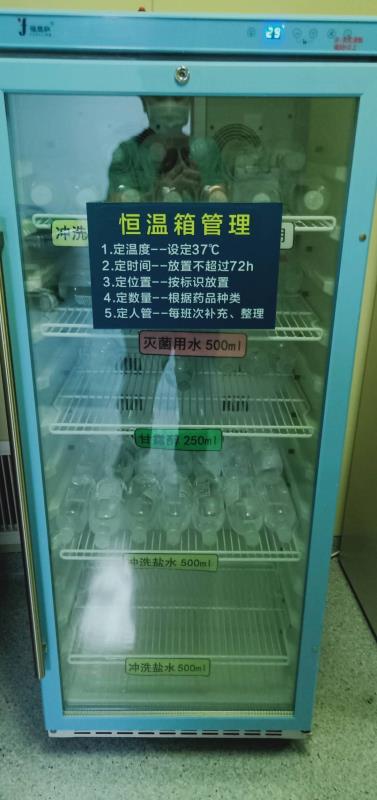 29
恒温箱管理
冲洗
用
1.定温度--设定37℃
2.定时间--放置不超过72h
3.定位置--按标识放置
4.定数量--根据药品种类
5.定人管--每班次补充、整理
灭菌用水 500ml
甘露醇 250ml
冲洗盐水 500ml
冲洗盐水 500ml